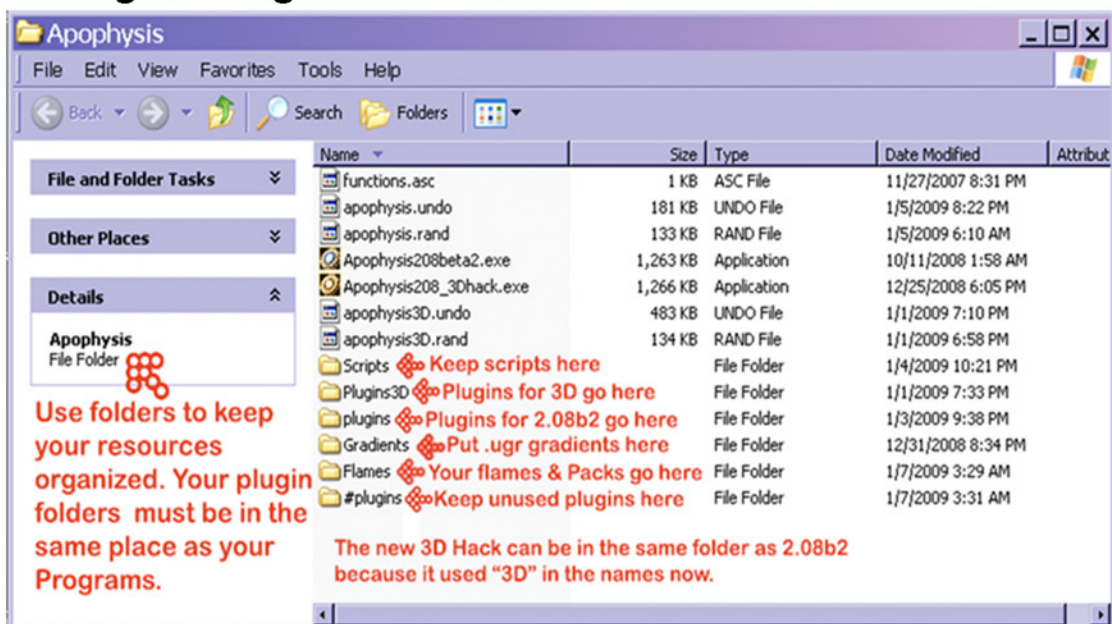 Apophysis
File Edit View Favorites Tools Help
Back Search Folders
Name Size Type Date Modified Attribut
File and Folder Tasks
Other Places
Details
Apophysis
File Folder
Use folders to keep
your resources
organized. Your plugin
folders must be in the
same place as your
Programs.
functions.asc 1 KB ASC File 11/27/2007 8:31 PM
apophysis.undo 181 KB UNDO File 1/5/2009 8:22 PM
apophysis.rand 133 KB RAND File 1/5/2009 6:10 AM
Apophysis208beta2.exe 1,263 KB Application 10/11/2008 1:58 AM
Apophysis208_3Dhack.exe 1,266 KB Application 12/25/2008 6:05 PM
apophysis3D.undo 483 KB UNDO File 1/1/2009 7:10 PM
apophysis3D.rand 134 KB RAND File 1/1/2009 6:58 PM
Scripts Keep scripts here File Folder 1/4/2009 10:21 PM
Plugins3D Plugins for 3D go here File Folder 1/1/2009 7:33 PM
plugins Plugins for 2.08b2 go here File Folder 1/3/2009 9:38 PM
Gradients Put .ugr gradients here File Folder 12/31/2008 8:34 PM
Flames Your flames & Packs go here File Folder 1/7/2009 3:29 AM
#plugins Keep unused plugins here File Folder 1/7/2009 3:31 AM
The new 3D Hack can be in the same folder as 2.08b2
because it used “3D” in the names now.